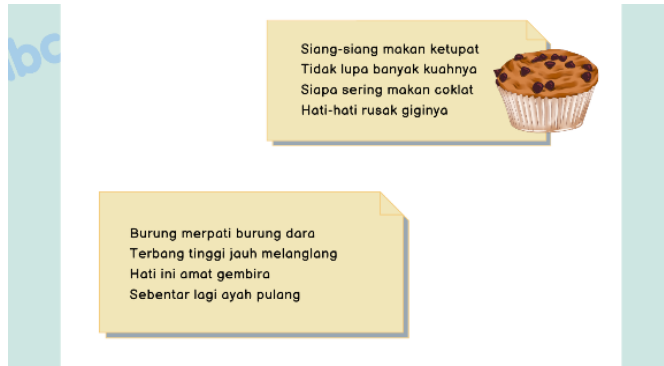 Siang-siang makan ketupat
Tidak lupa banyak kuahnya
Siapa sering makan coklat
Hati-hati rusak giginya
Burung merpati burung dara
Terbang tinggi jauh melanglang
Hati ini amat gembira
Sebentar lagi ayah pulang